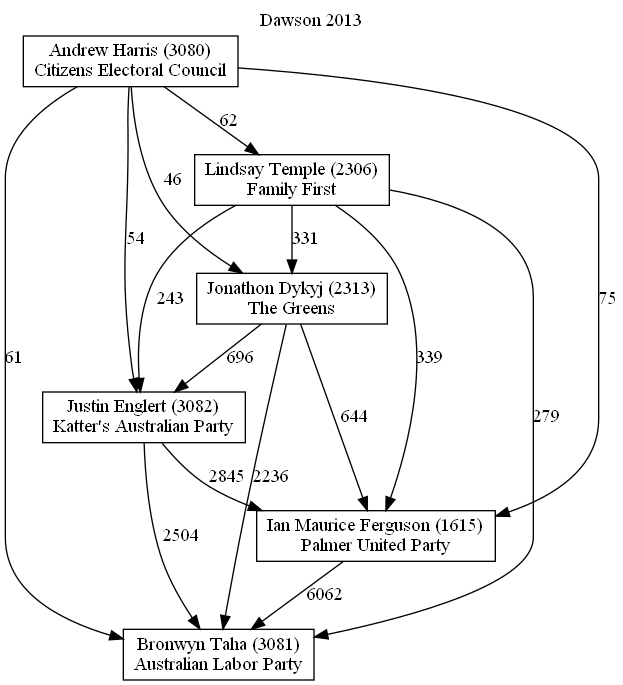 Dawson 2013
Andrew Harris (3080)
Citizens Electoral Council
62
Lindsay Temple (2306)
Family First
46
54
331
243
Jonathon Dykyj (2313)
The Greens
75
61
696
339
Justin Englert (3082)
Katter's Australian Party
644
279
2845
2236
Ian Maurice Ferguson (1615)
Palmer United Party
2504
6062
Bronwyn Taha (3081)
Australian Labor Party